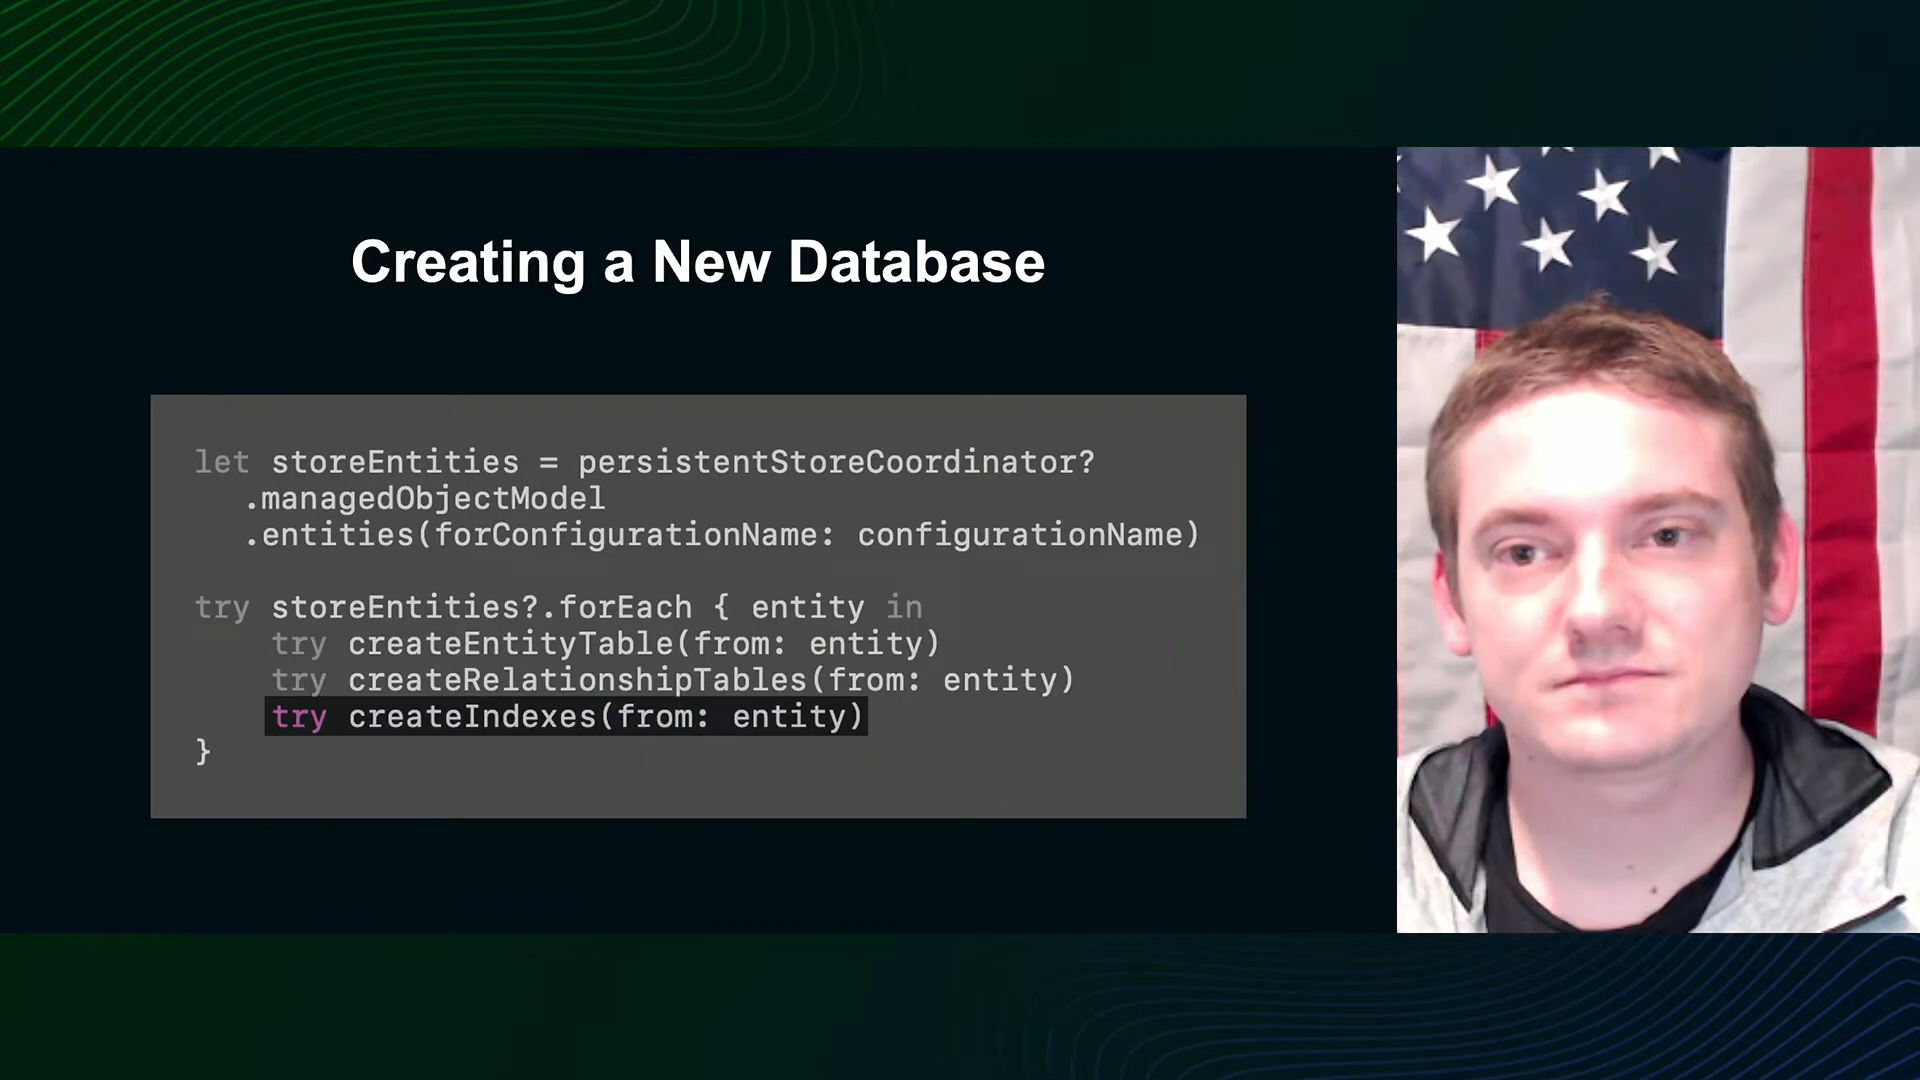 Creating a New Database
let storeEntities = persistentStoreCoordinator?
.managedObjectModel
.entities(forConfigurationName: configurationName)
try storeEntities?.forEach { entity in
try createEntityTable(from: entity)
try createRelationshipTables(from: entity)
try createIndexes(from: entity)
}